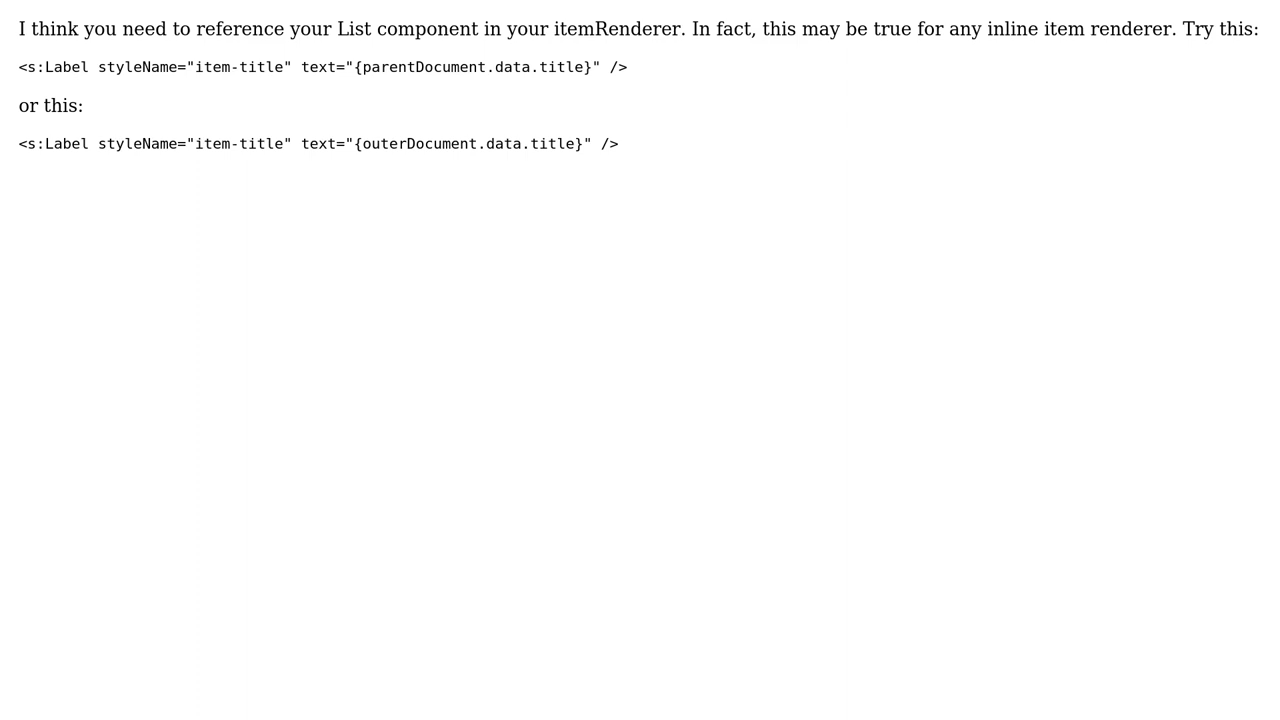 I think you need to reference your List component in your itemRenderer. In fact, this may be true for any inline item renderer. Try this:
<s:Label styleName="item-title" text="{parentDocument.data.title}" />
or this:
<s:Label styleName="item-title" text="{outerDocument.data.title}" />